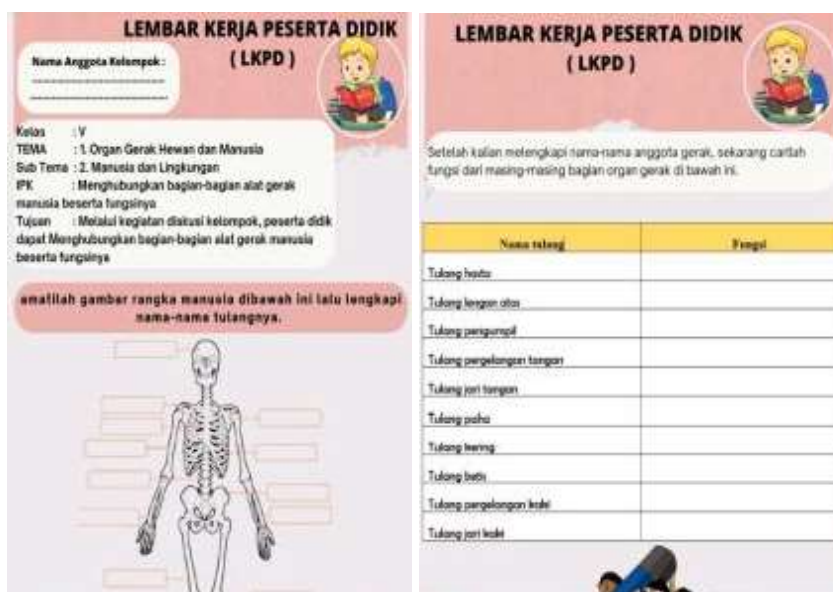 LEMBAR KERJA PESERTA DIDIK
( LKPD )
Nama Anggota Kelompok :
Kelas : V
TEMA : 1. Organ Gerak Hewan dan Manusia
Sub Tema : 2. Manusia dan Lingkungan
IPK : Menghubungkan bagian-bagian alat gerak
manusia beserta fungsinya
Tujuan : Melalui kegiatan diskusi kelompok, peserta didik
dapat Menghubungkan bagian-bagian alat gerak manusia
beserta fungsinya
amatilah gambar rangka manusia dibawah ini lalu lengkapi
nama-nama tulangnya.
LEMBAR KERJA PESERTA DIDIK
( LKPD )
Setelah kalian melengkapi nama-nama anggota gerak, sekarang carilah
fungsi dari masing-masing bagian organ gerak di bawah ini.
Nama tulang Fungsi
Tulang hasta
Tulang lengan atas
Tulang pengumpil
Tulang pergelangan tangan
Tulang jari tangan
Tulang paha
Tulang kering
Tulang betis
Tulang pergelangan kaki
Tulang jari kaki